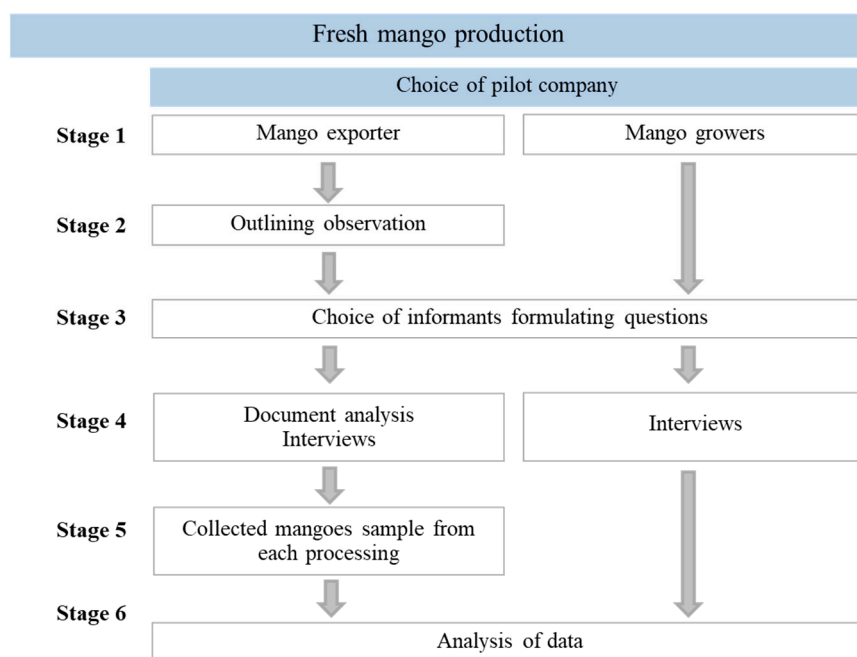 Fresh mango production
Choice of pilot company
Stage 1
Mango exporter
Mango growers
Stage 2
Outlining observation
Stage 3
Choice of informants formulating questions
Stage 4
Document analysis
Interviews
Interviews
Stage 5
Collected mangoes sample from
each processing
Stage 6
Analysis of data